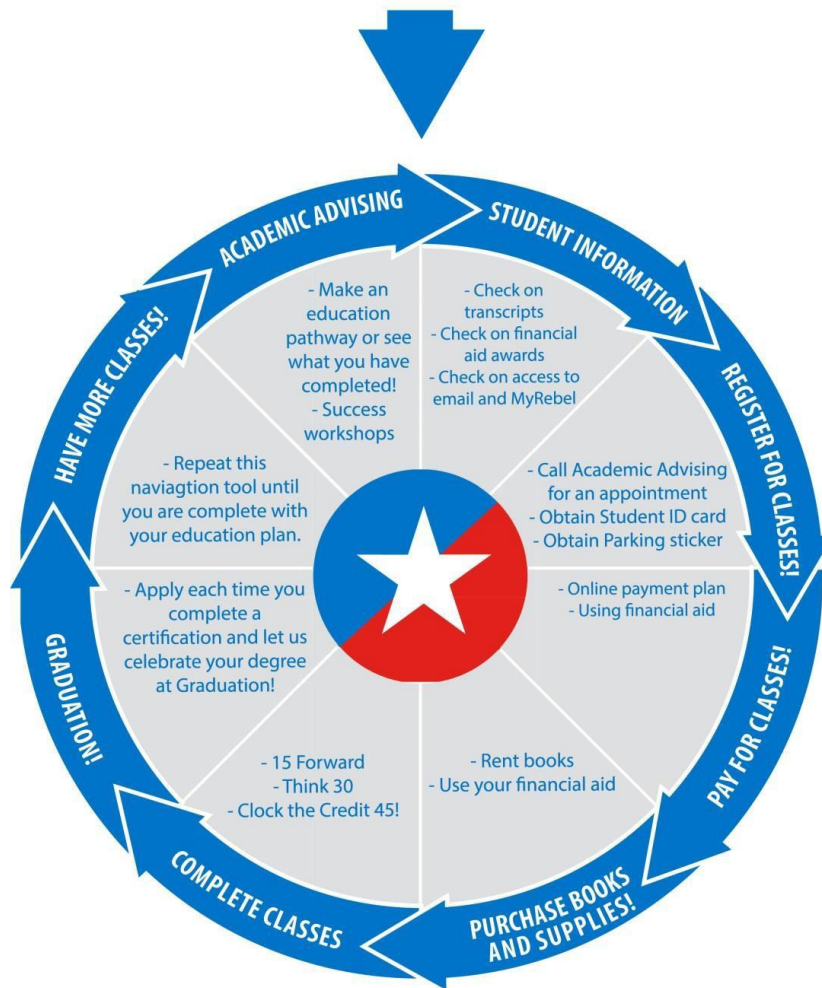 ACADEMIC ADVISING
- Make an
education
pathway or see
what you have
completed!
- Success
workshops
STUDENT INFORMATION
- Check on
transcripts
- Check on financial
aid awards
- Check on access to
email and MyRebel
REGISTER FOR CLASSES!
- Call Academic Advising
for an appointment
- Obtain Student ID card
- Obtain Parking sticker
PAY FOR CLASSES!
- Online payment plan
- Using financial aid
PURCHASE BOOKS
AND SUPPLIES!
- Rent books
- Use your financial aid
COMPLETE CLASSES
- 15 Forward
- Think 30
- Clock the Credit 45!
GRADUATION!
- Apply each time you
complete a
certification and let us
celebrate your degree
at Graduation!
HAVE MORE CLASSES!
- Repeat this
naviagtion tool until
you are complete with
your education plan.